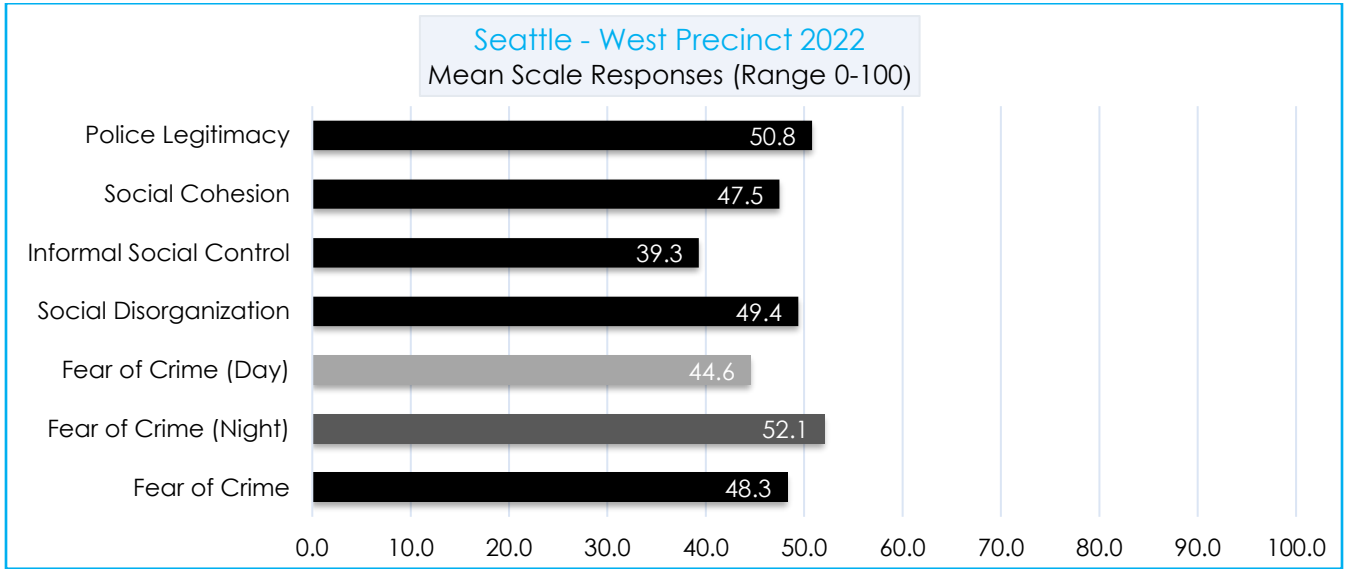 Seattle - West Precinct 2022
Mean Scale Responses (Range 0-100)
Police Legitimacy 50.8
Social Cohesion 47.5
Informal Social Control 39.3
Social Disorganization 49.4
Fear of Crime (Day) 44.6
Fear of Crime (Night) 52.1
Fear of Crime 48.3
0.0 10.0 20.0 30.0 40.0 50.0 60.0 70.0 80.0 90.0 100.0